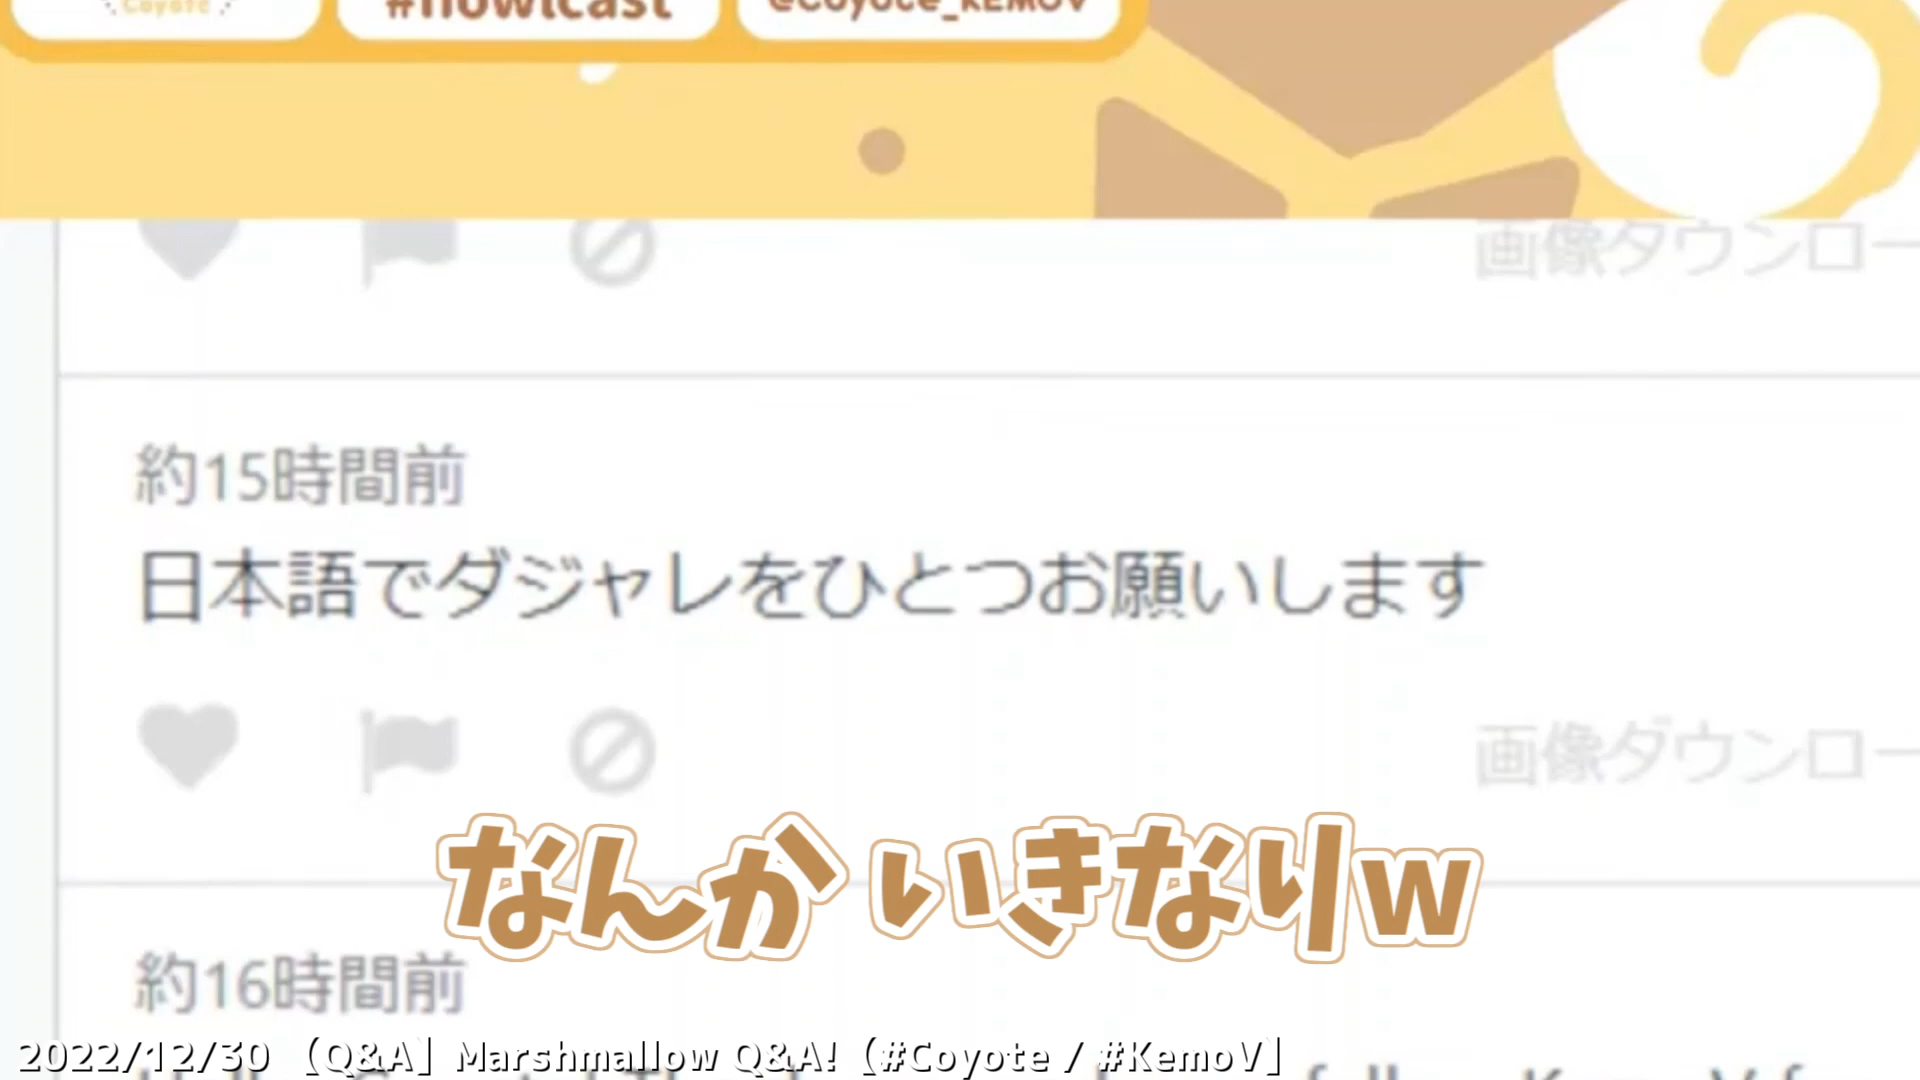 Coyote
#howlcast
@Coyote_KEMOV
画像ダウンロー
約15時間前
日本語でダジャレをひとつお願いします
画像ダウンロー
なんか いきなりw
約16時間前
2022/12/30 【Q&A】Marshmallow Q&A!【#Coyote / #KemoV】